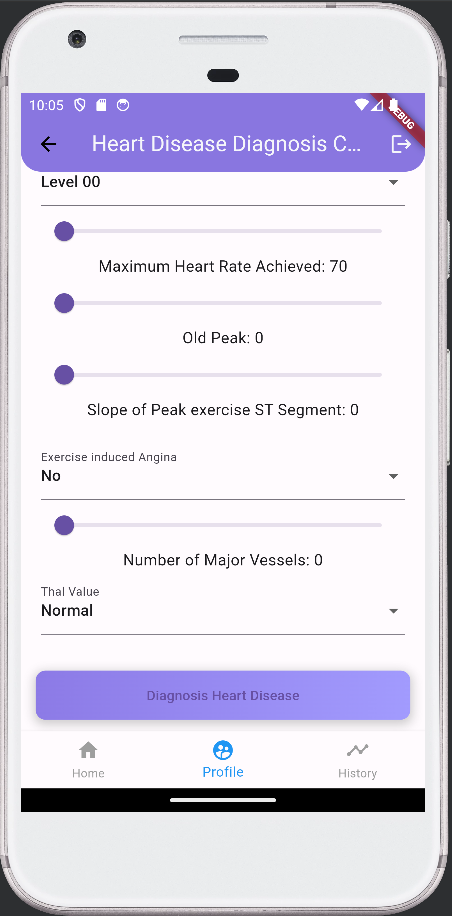 10:05
DEBUG
Heart Disease Diagnosis C...
Level 00
Maximum Heart Rate Achieved: 70
Old Peak: 0
Slope of Peak exercise ST Segment: 0
Exercise induced Angina
No
Number of Major Vessels: 0
Thal Value
Normal
Diagnosis Heart Disease
Home
Profile
History